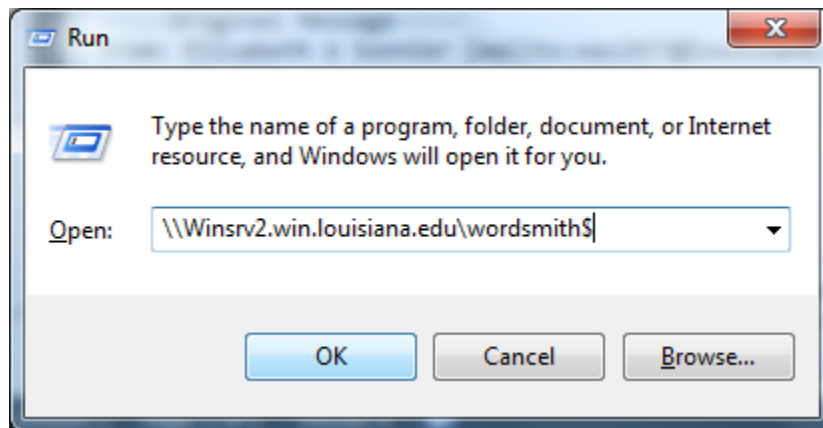 Run
Type the name of a program, folder, document, or Internet
resource, and Windows will open it for you.
Open: \\Winsrv2.win.louisiana.edu\wordsmith$
OK Cancel Browse...